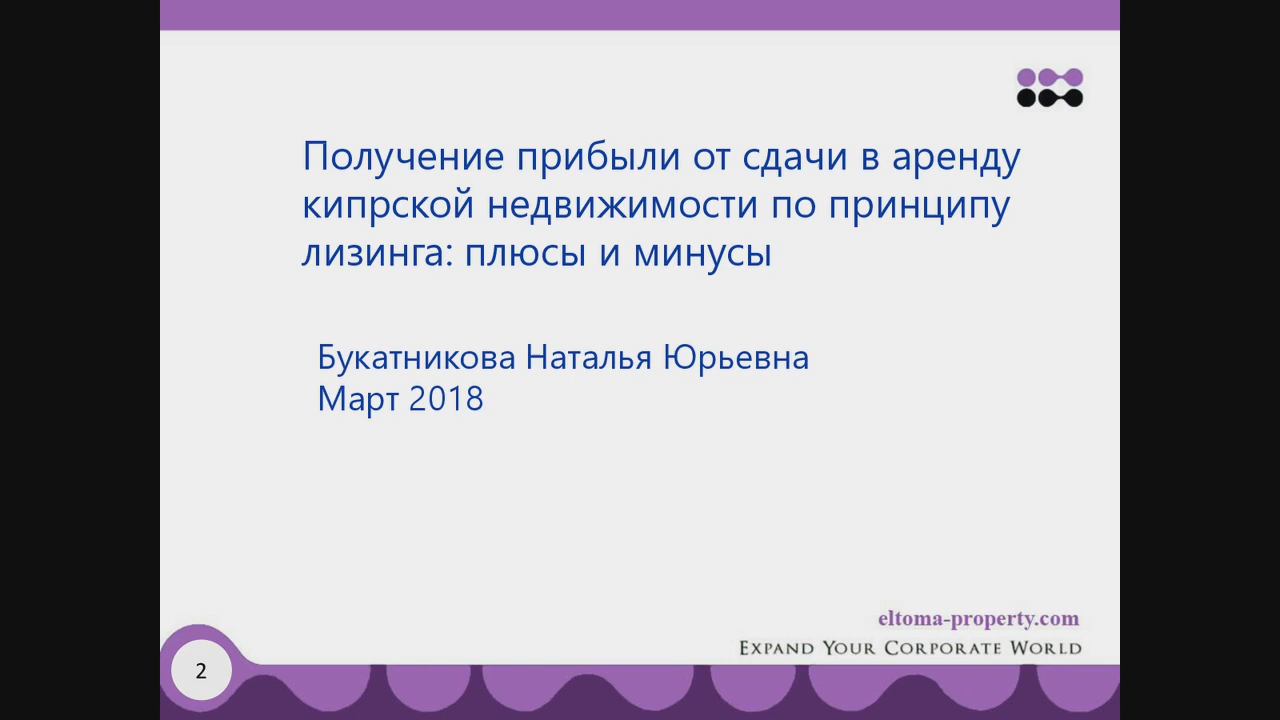 Получение прибыли от сдачи в аренду
кипрской недвижимости по принципу
лизинга: плюсы и минусы
Букатникова Наталья Юрьевна
Март 2018
eltoma-property.com
Expand Your Corporate World
2